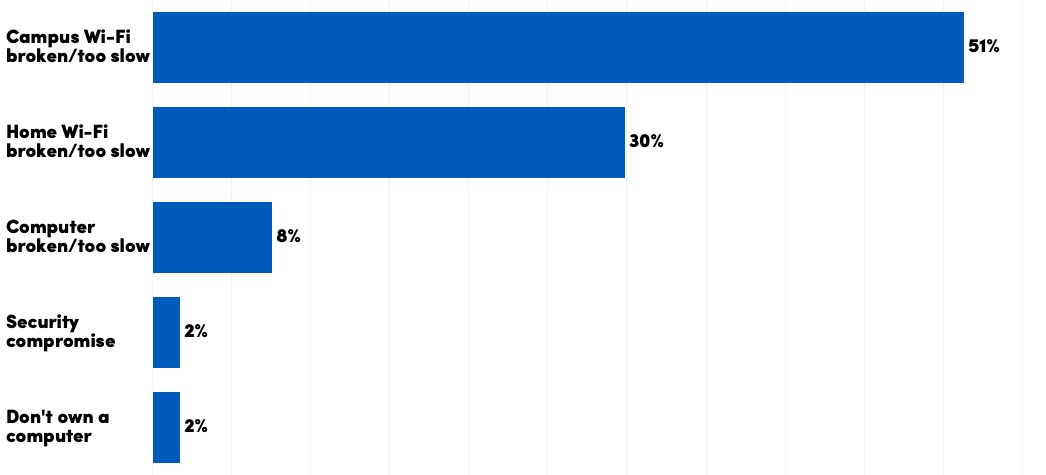 Campus Wi-Fi
broken/too slow
51%
Home Wi-Fi
broken/too slow
30%
Computer
broken/too slow
8%
Security
compromise
2%
Don't own a
computer
2%